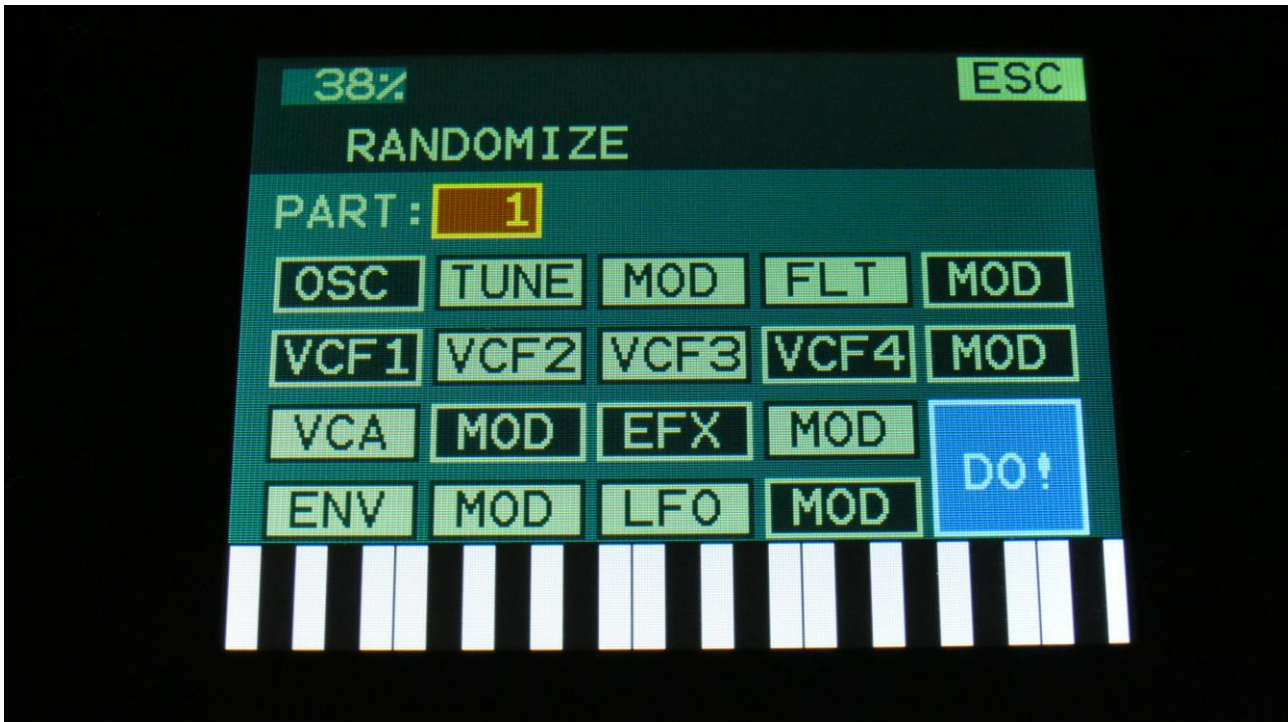 38% ESC
RANDOMIZE
PART: 1
OSC TUNE MOD FLT MOD
VCF1 VCF2 VCF3 VCF4 MOD
VCA MOD EFX MOD
DO!
ENV MOD LFO MOD